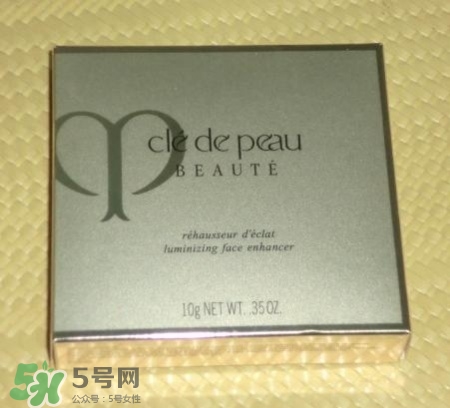 clé de peau
BEAUTÉ
réhausseur d'éclat
luminizing face enhancer
10g NET WT. .35 OZ.
5号网
公众号：5号女性